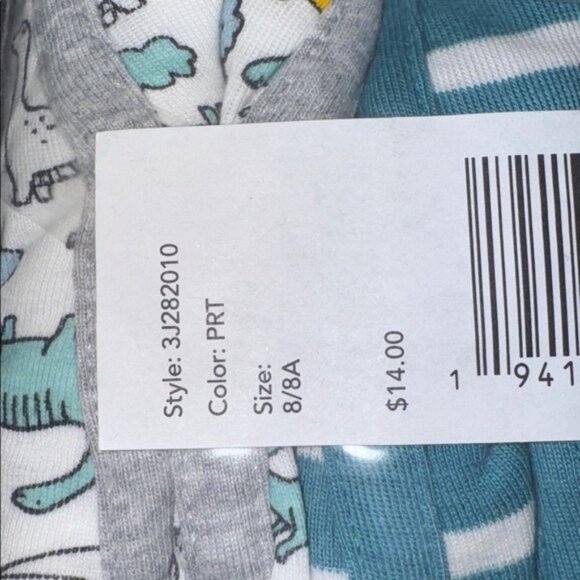 Style: 3J282010
Color: PRT
Size:
8/8A
$14.00
1 941